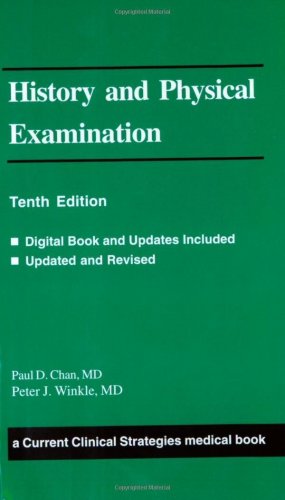 History and Physical
Examination
Tenth Edition
■ Digital Book and Updates Included
■ Updated and Revised
Paul D. Chan, MD
Peter J. Winkle, MD
a Current Clinical Strategies medical book